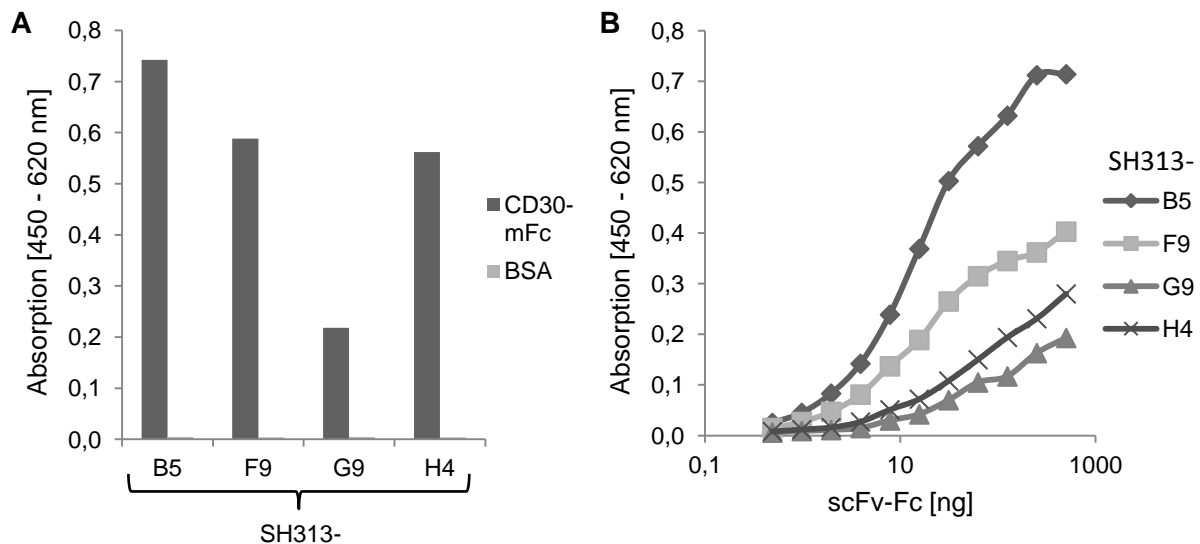 A
Absorption [450 - 620 nm]
0,8
0,7
0,6
0,5
0,4
0,3
0,2
0,1
0,0
B5 F9 G9 H4
SH313-
CD30-
mFc
BSA
B
Absorption [450 - 620 nm]
0,8
0,7
0,6
0,5
0,4
0,3
0,2
0,1
0,0
0,1 10 1000
scFv-Fc [ng]
SH313-
B5
F9
G9
H4